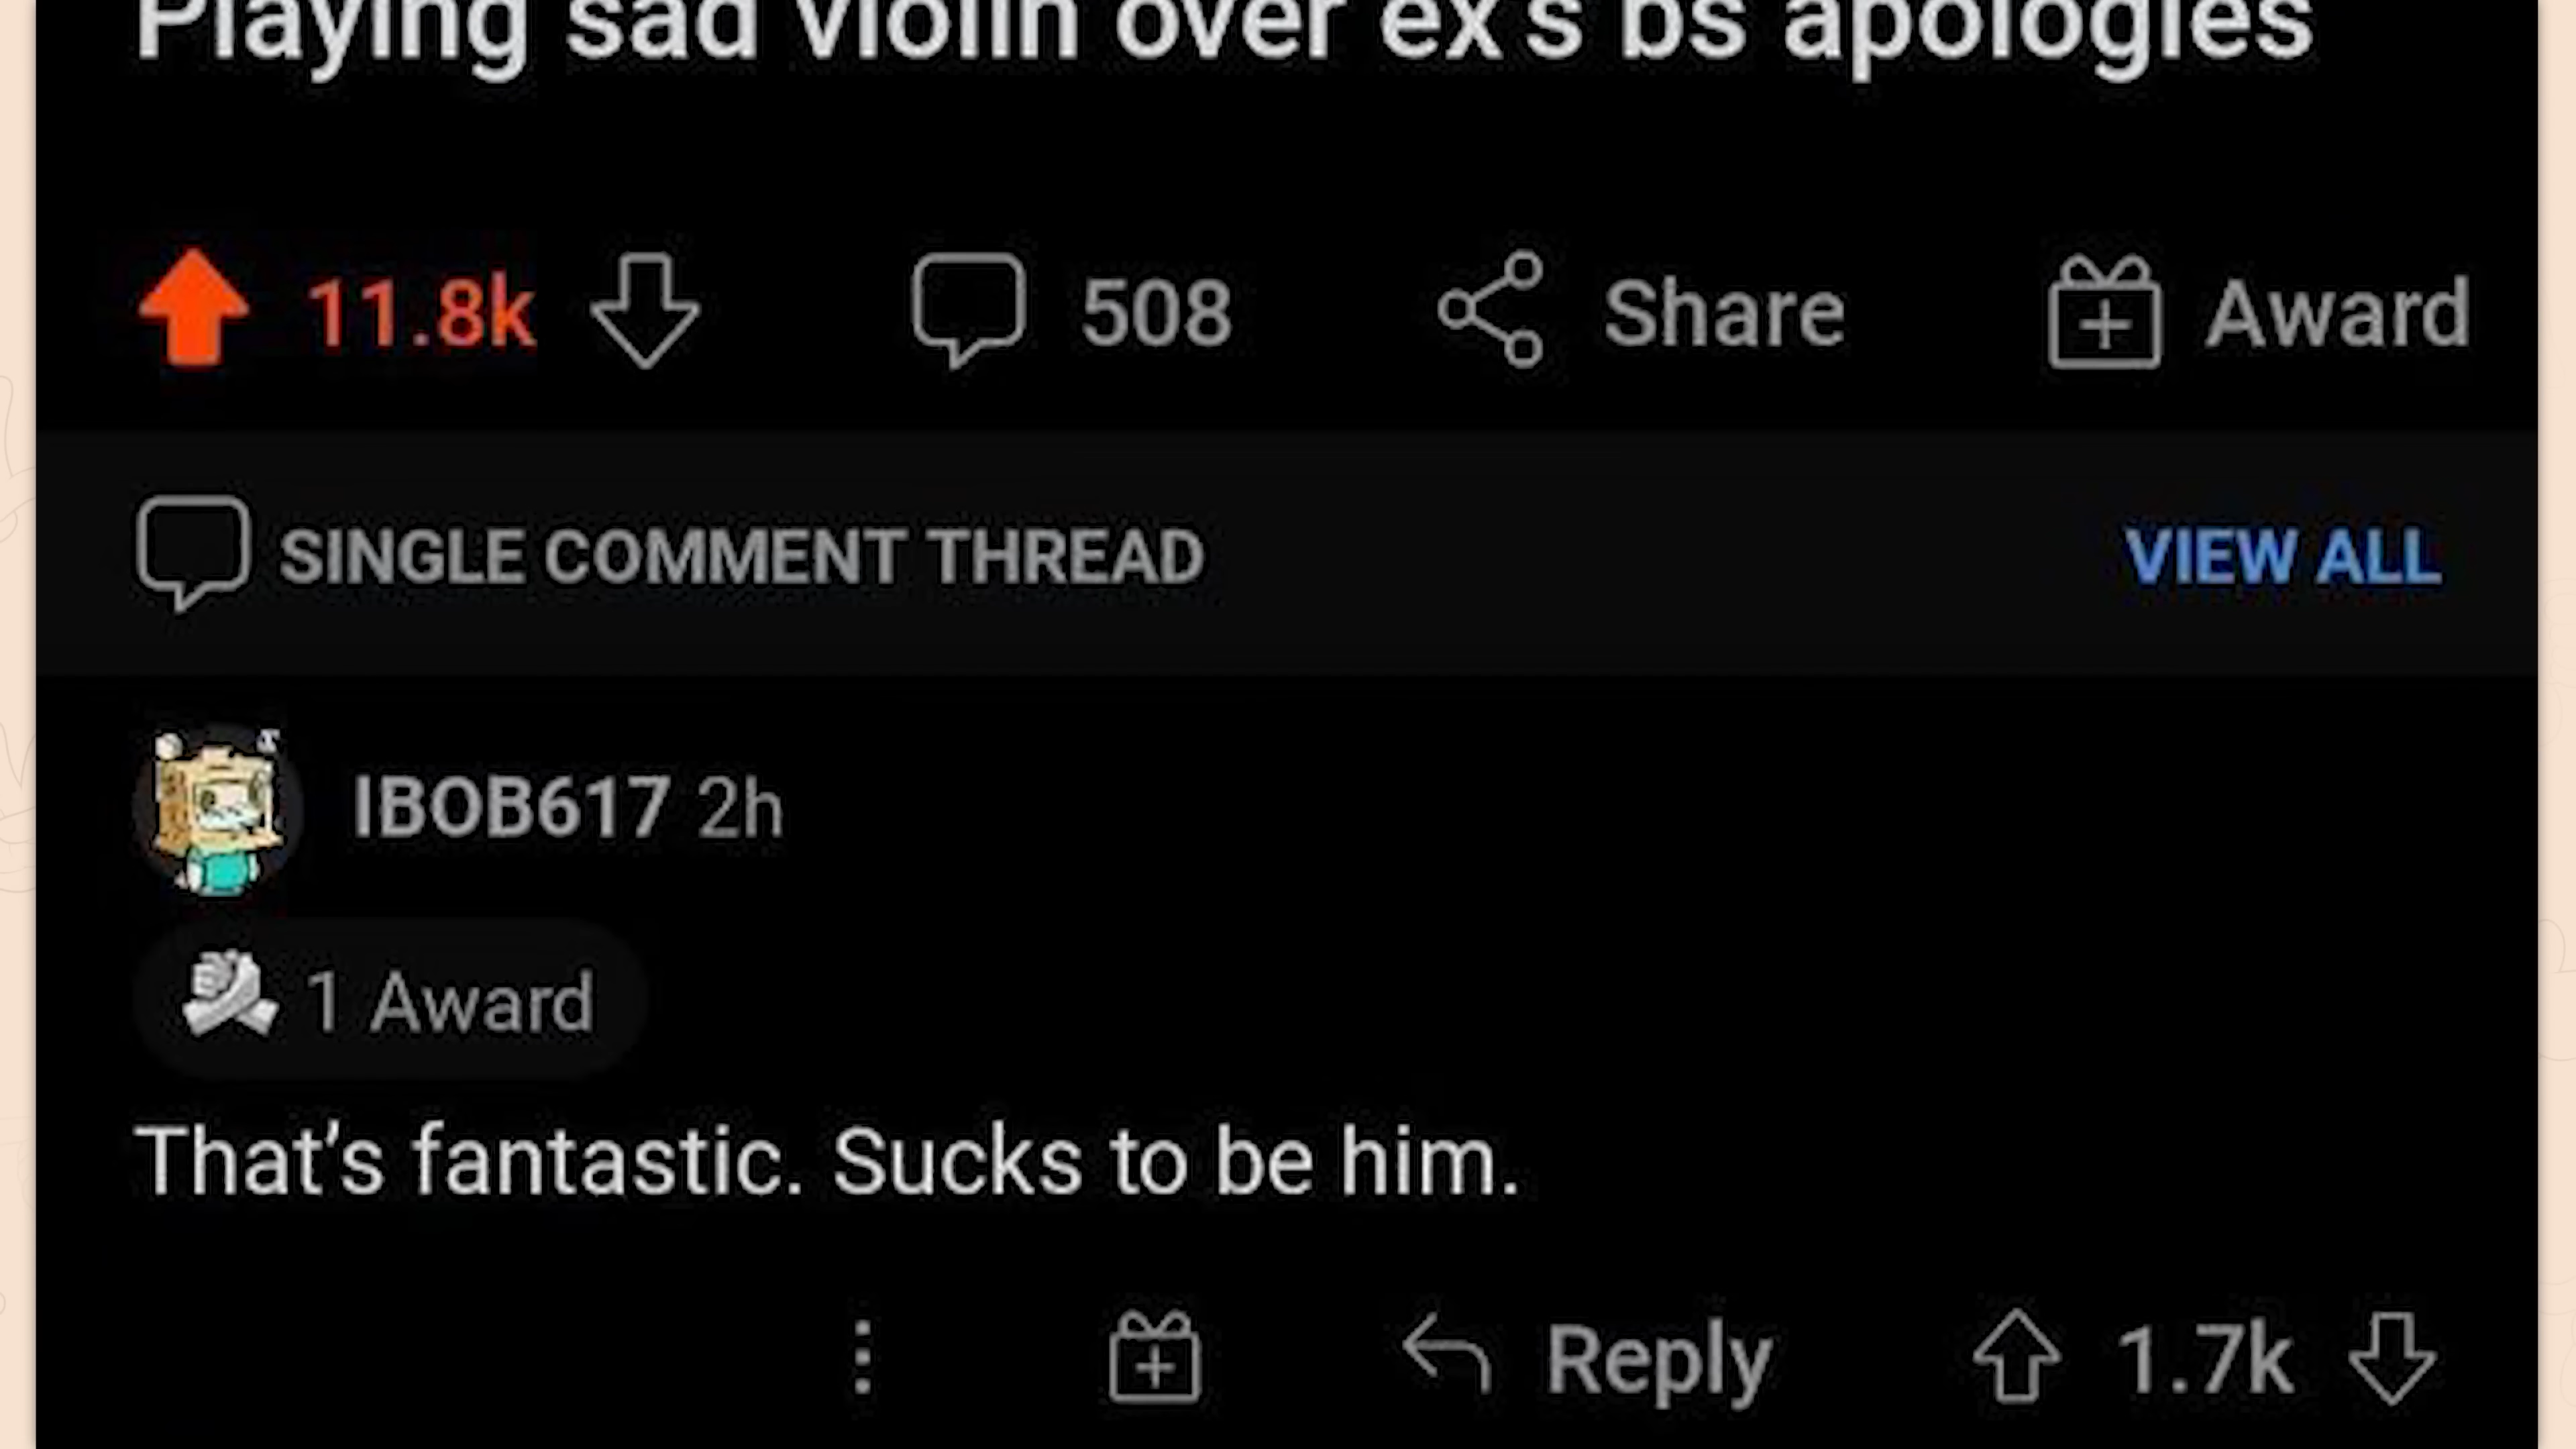 Playing sad violin over ex's bs apologies
11.8k 508 Share Award
SINGLE COMMENT THREAD VIEW ALL
IBOB617 2h
1 Award
That’s fantastic. Sucks to be him.
Reply 1.7k